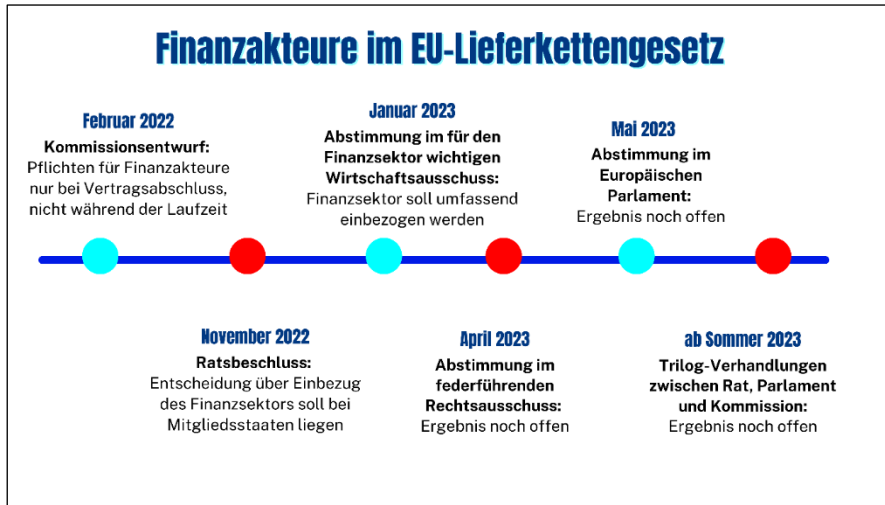 Finanzakteure im EU-Lieferkettengesetz
Februar 2022
Kommissionsentwurf:
Pflichten für Finanzakteure
nur bei Vertragsabschluss,
nicht während der Laufzeit
Januar 2023
Abstimmung im für den
Finanzsektor wichtigen
Wirtschaftsausschuss:
Finanzsektor soll umfassend
einbezogen werden
Mai 2023
Abstimmung im
Europäischen
Parlament:
Ergebnis noch offen
November 2022
Ratsbeschluss:
Entscheidung über Einbezug
des Finanzsektors soll bei
Mitgliedsstaaten liegen
April 2023
Abstimmung im
federführenden
Rechtsausschuss:
Ergebnis noch offen
ab Sommer 2023
Trilog-Verhandlungen
zwischen Rat, Parlament
und Kommission:
Ergebnis noch offen